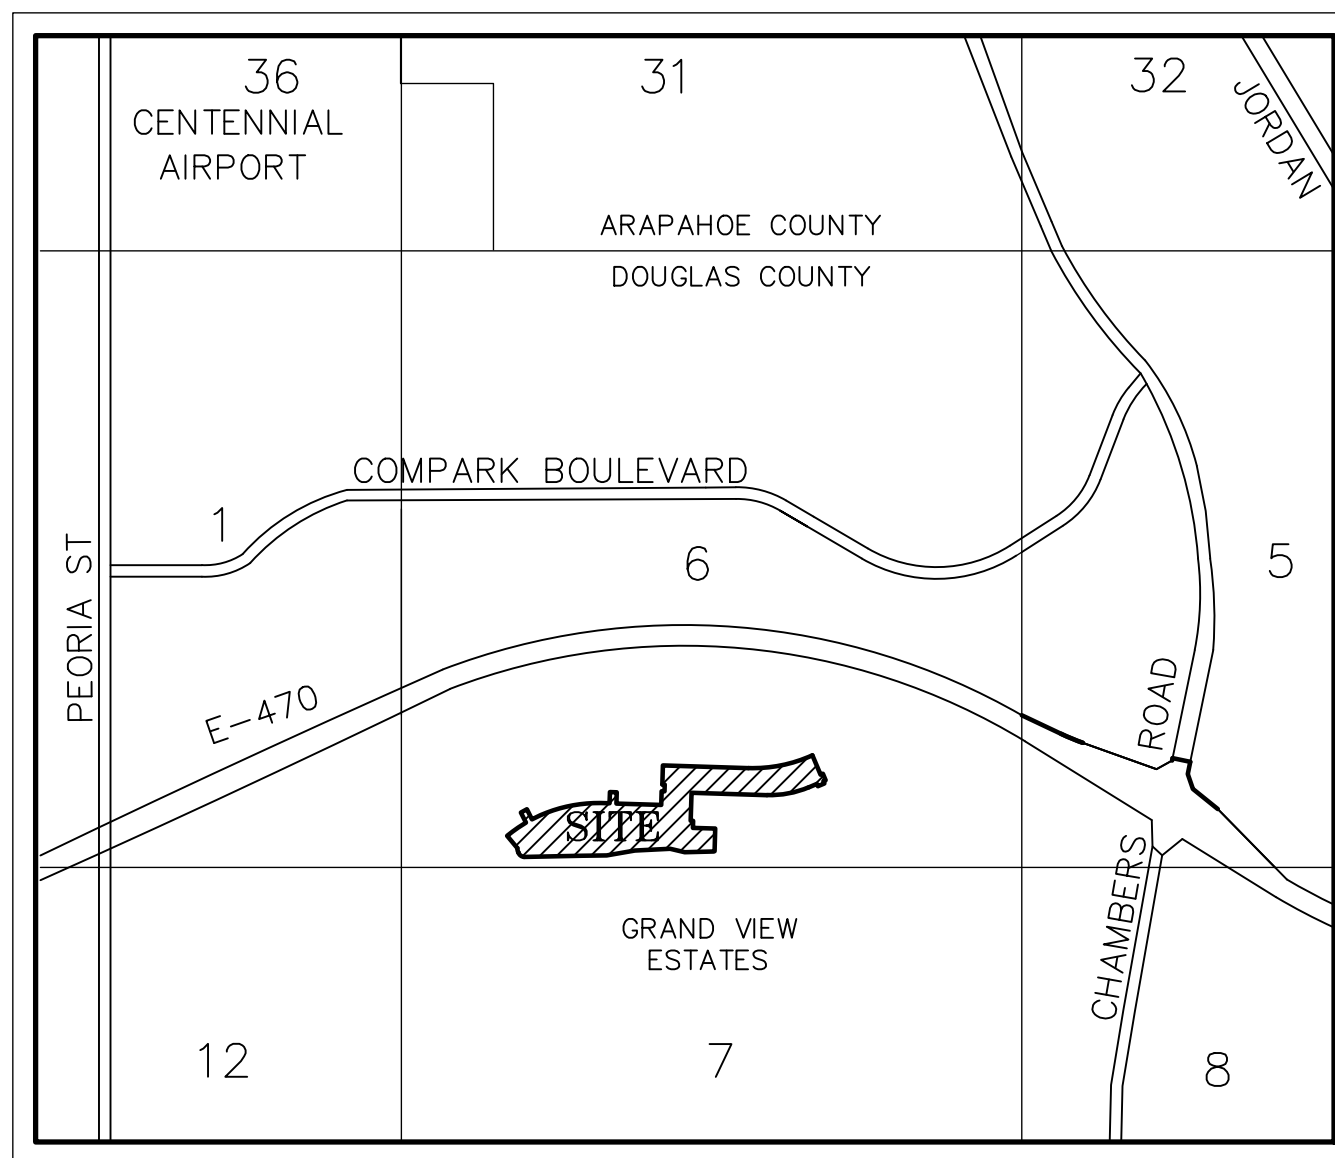 36
31
32
CENTENNIAL
AIRPORT
JORDAN
ARAPAHOE COUNTY
DOUGLAS COUNTY
COMPARK BOULEVARD
1
6
5
PEORIA ST
E-470
ROAD
SITE
CHAMBERS
GRAND VIEW
ESTATES
12
7
8